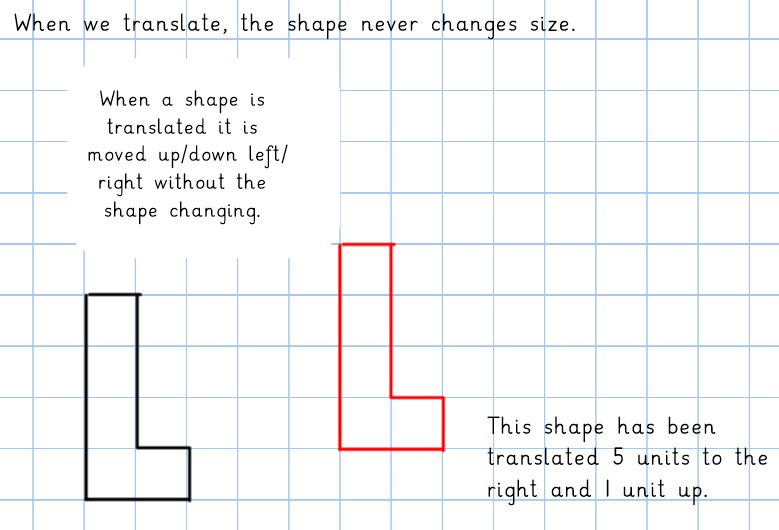 When we translate, the shape never changes size.
When a shape is
translated it is
moved up/down left/
right without the
shape changing.
This shape has been
translated 5 units to the
right and 1 unit up.